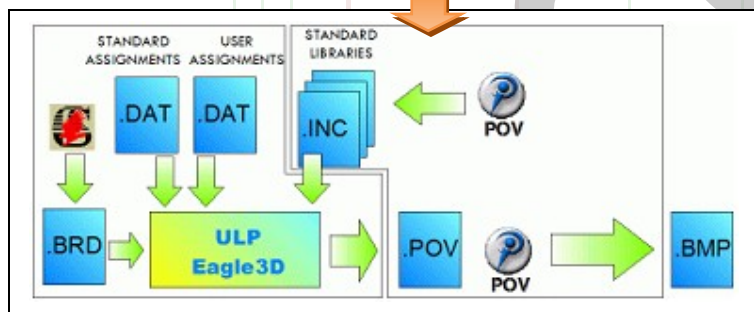 STANDARD
ASSIGNMENTS
USER
ASSIGNMENTS
STANDARD
LIBRARIES
.DAT
.DAT
.INC
POV
.BRD
ULP
Eagle3D
.POV
POV
.BMP